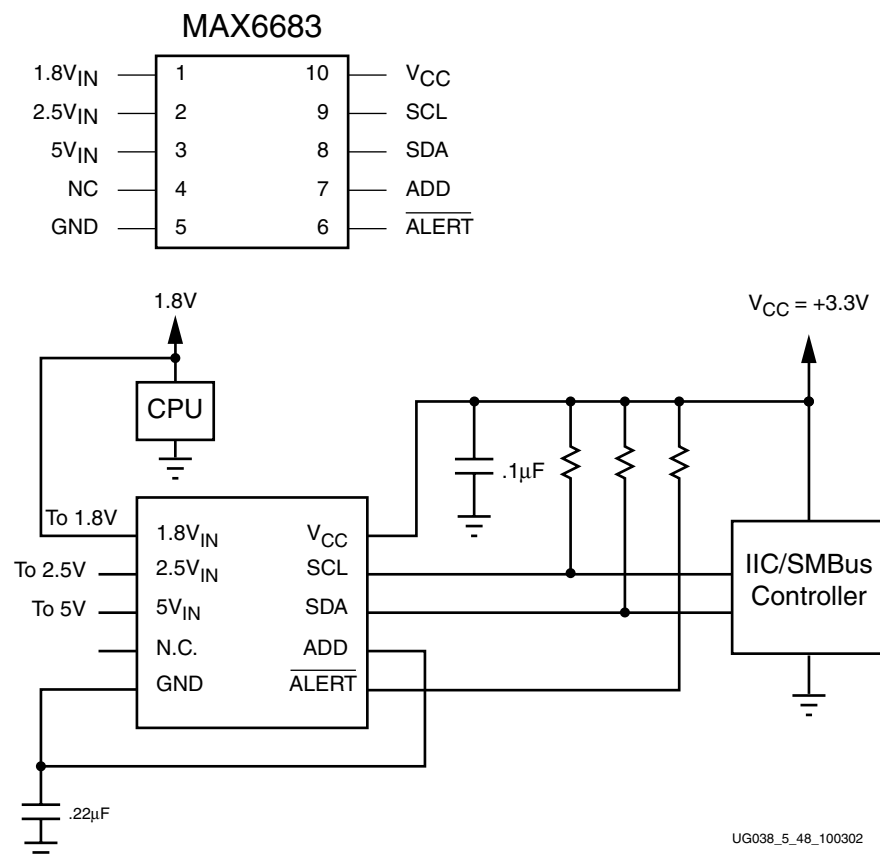 MAX6683
1.8VIN 1 10 VCC
2.5VIN 2 9 SCL
5VIN 3 8 SDA
NC 4 7 ADD
GND 5 6 ALERT
1.8V
VCC = +3.3V
CPU
.1µF
To 1.8V
1.8VIN VCC
To 2.5V 2.5VIN SCL
To 5V 5VIN SDA
N.C. ADD
GND ALERT
IIC/SMBus
Controller
.22µF
UG038_5_48_100302